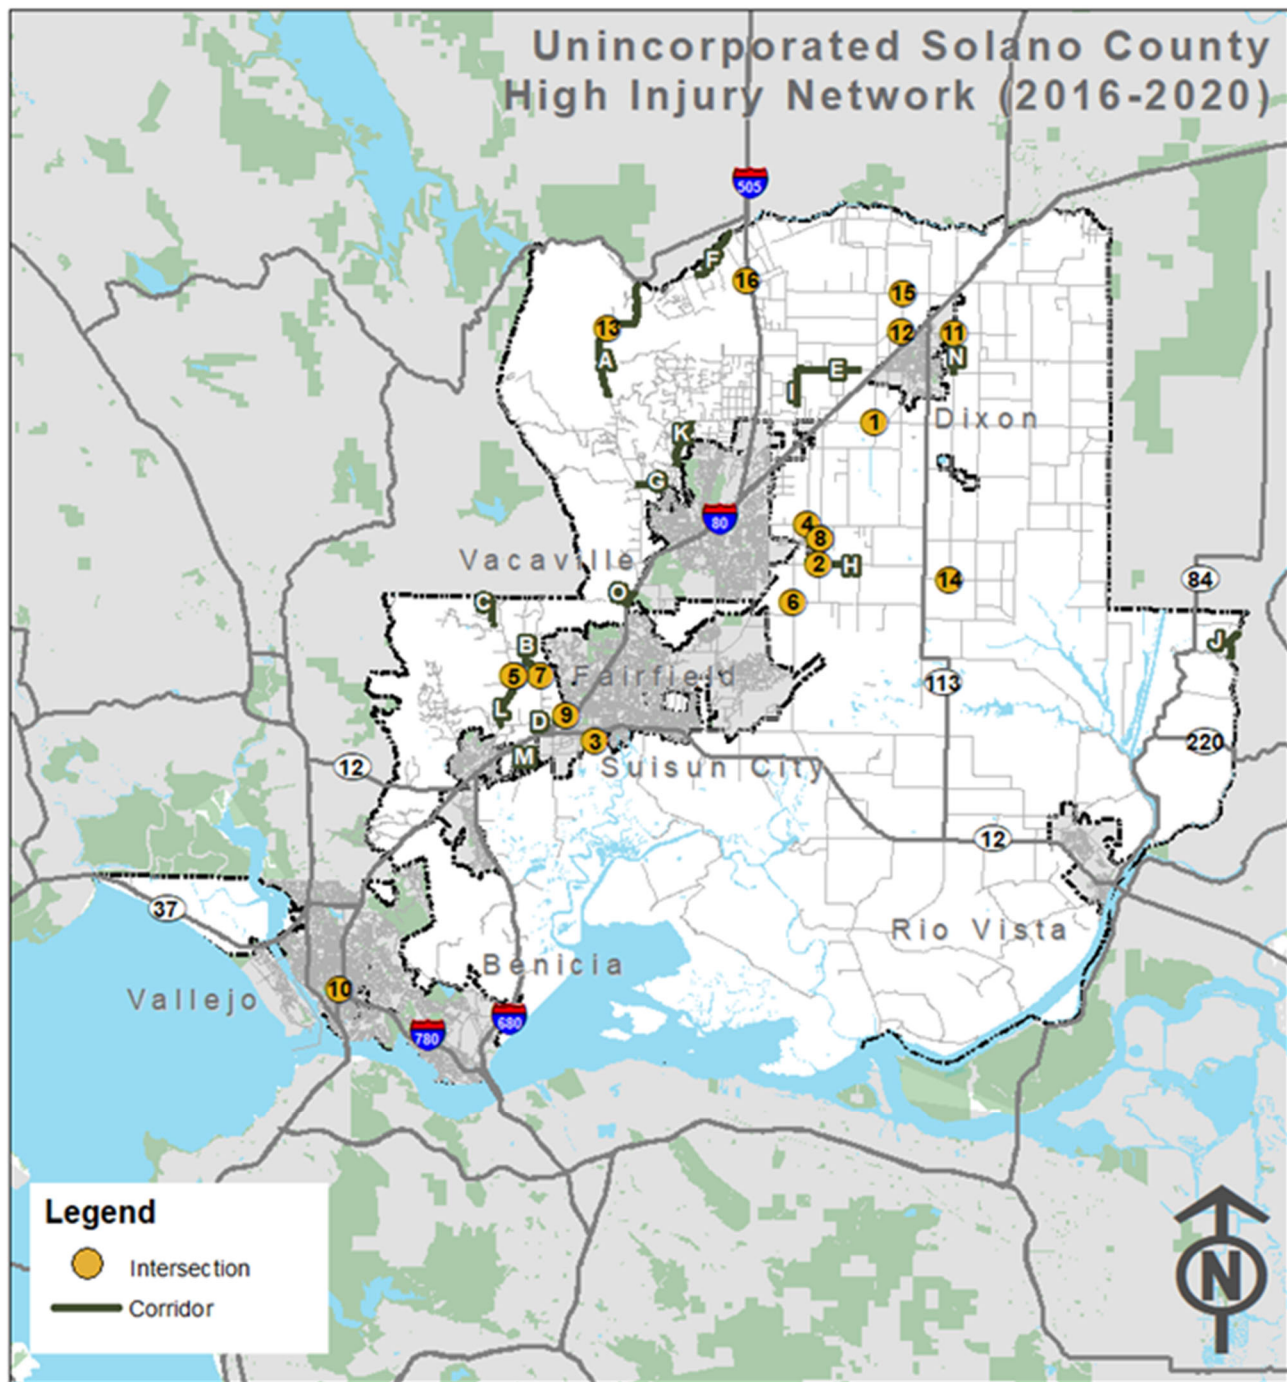 Unincorporated Solano County
High Injury Network (2016-2020)
505
F
16
15
13
12
11
A
E
N
I
1
Dixon
K
G
80
4
8
Vacaville
2
H
14
84
O
C
6
J
B
5
7
Fairfield
113
L
D
9
3
220
M
Suisun City
12
12
37
Rio Vista
Benicia
10
Vallejo
680
780
Legend
Intersection
Corridor
N